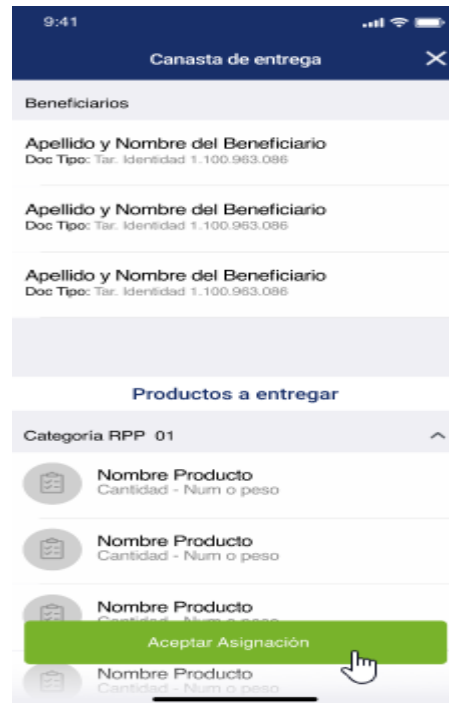 9:41
Canasta de entrega
Beneficiarios
Apellido y Nombre del Beneficiario
Doc Tipo: Tar. Identidad 1.100.963.086
Apellido y Nombre del Beneficiario
Doc Tipo: Tar. Identidad 1.100.963.086
Apellido y Nombre del Beneficiario
Doc Tipo: Tar. Identidad 1.100.963.086
Productos a entregar
Categoria RPP 01
Nombre Producto
Cantidad - Num o peso
Nombre Producto
Cantidad - Num o peso
Nombre Producto
Cantidad - Num o peso
Aceptar Asignación
Nombre Producto
Cantidad - Num o peso